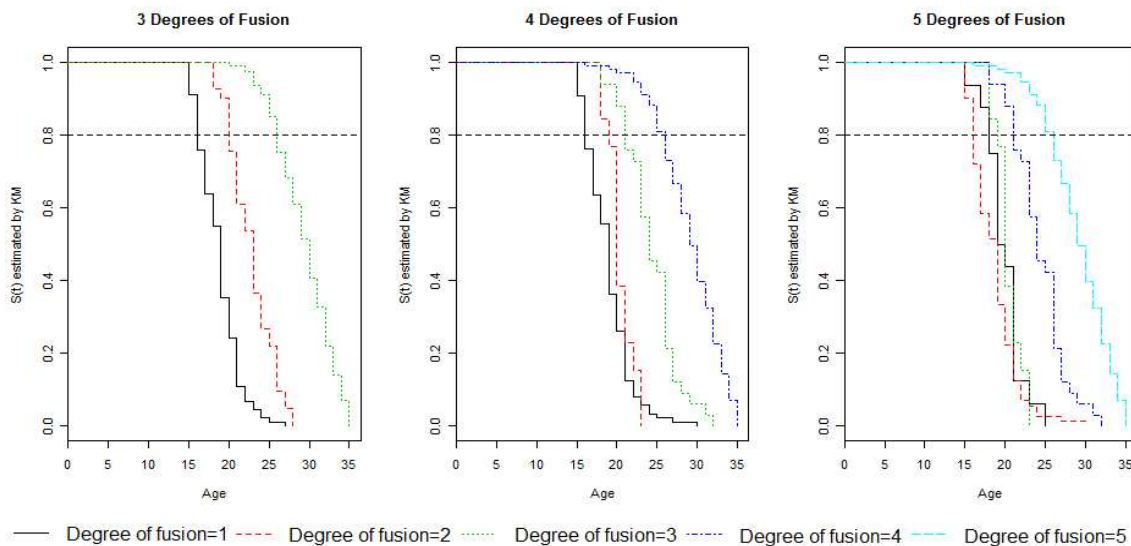 3 Degrees of Fusion
S(t) estimated by KM
1.0
0.8
0.6
0.4
0.2
0.0
0 5 10 15 20 25 30 35
Age
4 Degrees of Fusion
S(t) estimated by KM
1.0
0.8
0.6
0.4
0.2
0.0
0 5 10 15 20 25 30 35
Age
5 Degrees of Fusion
S(t) estimated by KM
1.0
0.8
0.6
0.4
0.2
0.0
0 5 10 15 20 25 30 35
Age
Degree of fusion=1 Degree of fusion=2 Degree of fusion=3 Degree of fusion=4 Degree of fusion=5